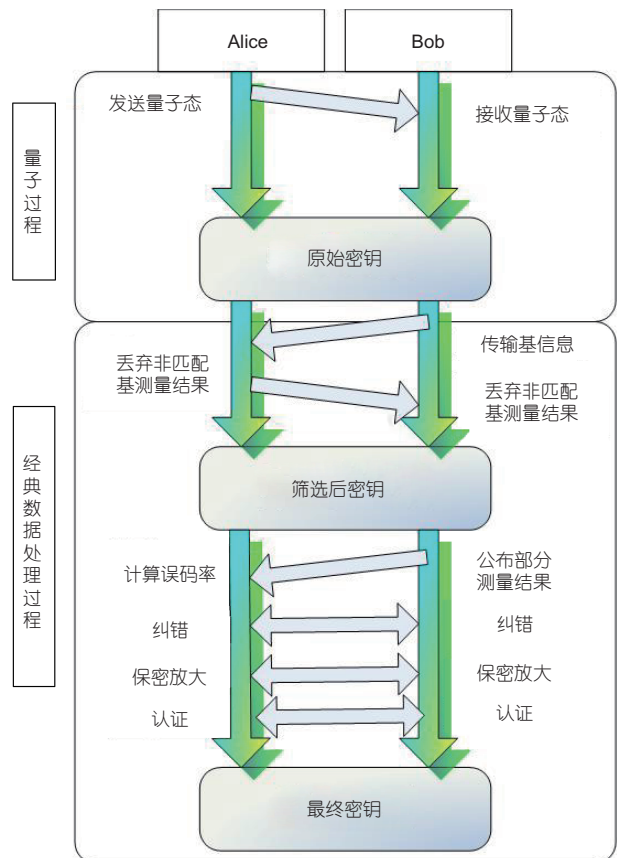 Alice
Bob
发送量子态
接收量子态
量子过程
原始密钥
传输基信息
丢弃非匹配
基测量结果
丢弃非匹配
基测量结果
经典数据处理过程
筛选后密钥
计算误码率
公布部分
测量结果
纠错
纠错
保密放大
保密放大
认证
认证
最终密钥